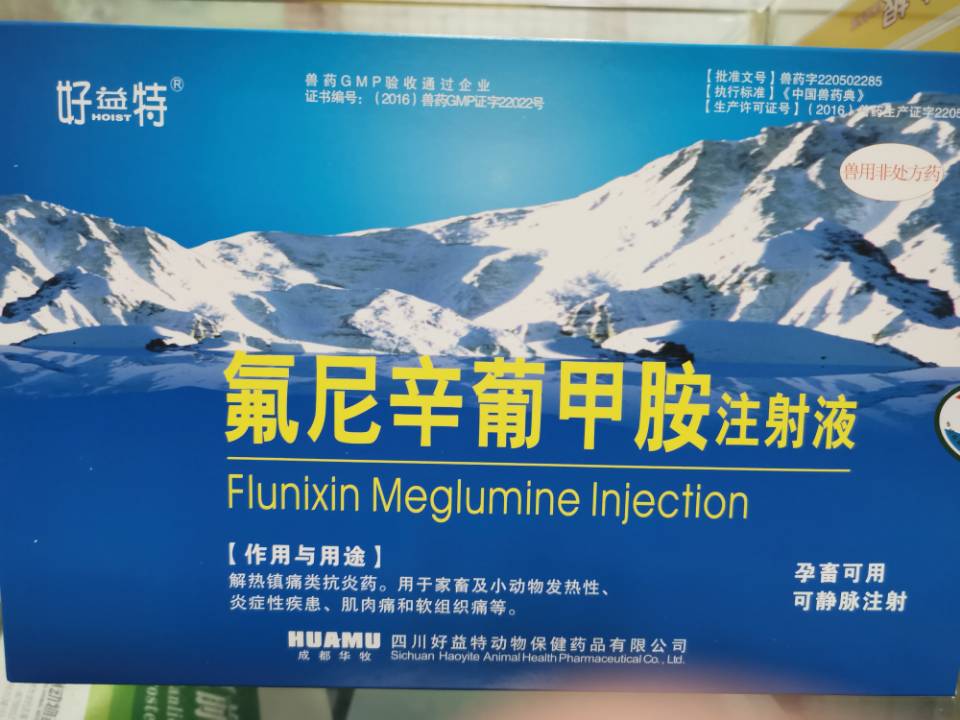 好益特®
HOIST
兽药GMP验收通过企业
证书编号：（2016）兽药GMP证字22022号
【批准文号】兽药字220502285
【执行标准】《中国兽药典》
【生产许可证号】（2016）兽药生产证字2205
兽用非处方药
氟尼辛葡甲胺注射液
Flunixin Meglumine Injection
【作用与用途】
解热镇痛类抗炎药。用于家畜及小动物发热性、
炎症性疾患、肌肉痛和软组织痛等。
孕畜可用
可静脉注射
HUAMU
成都华牧
四川好益特动物保健药品有限公司
Sichuan Haoyite Animal Health Pharmaceutical Co., Ltd.